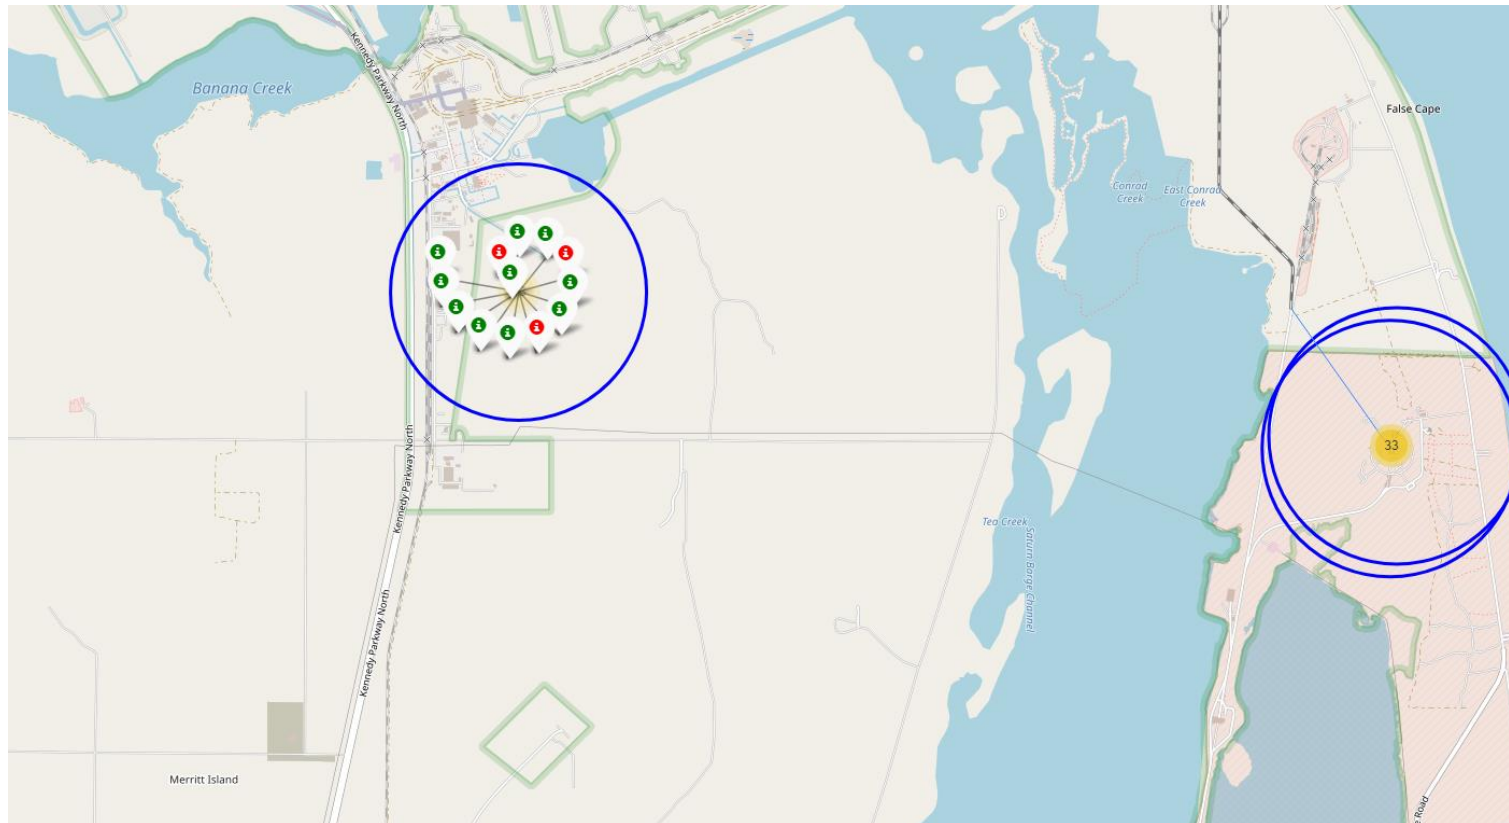 Banana Creek
Kennedy Parkway North
False Cape
Conrad
Creek
East Conrad
Creek
33
Kennedy Parkway North
Tea Creek
Saturn Barge Channel
Kennedy Parkway North
Merritt Island
e Road